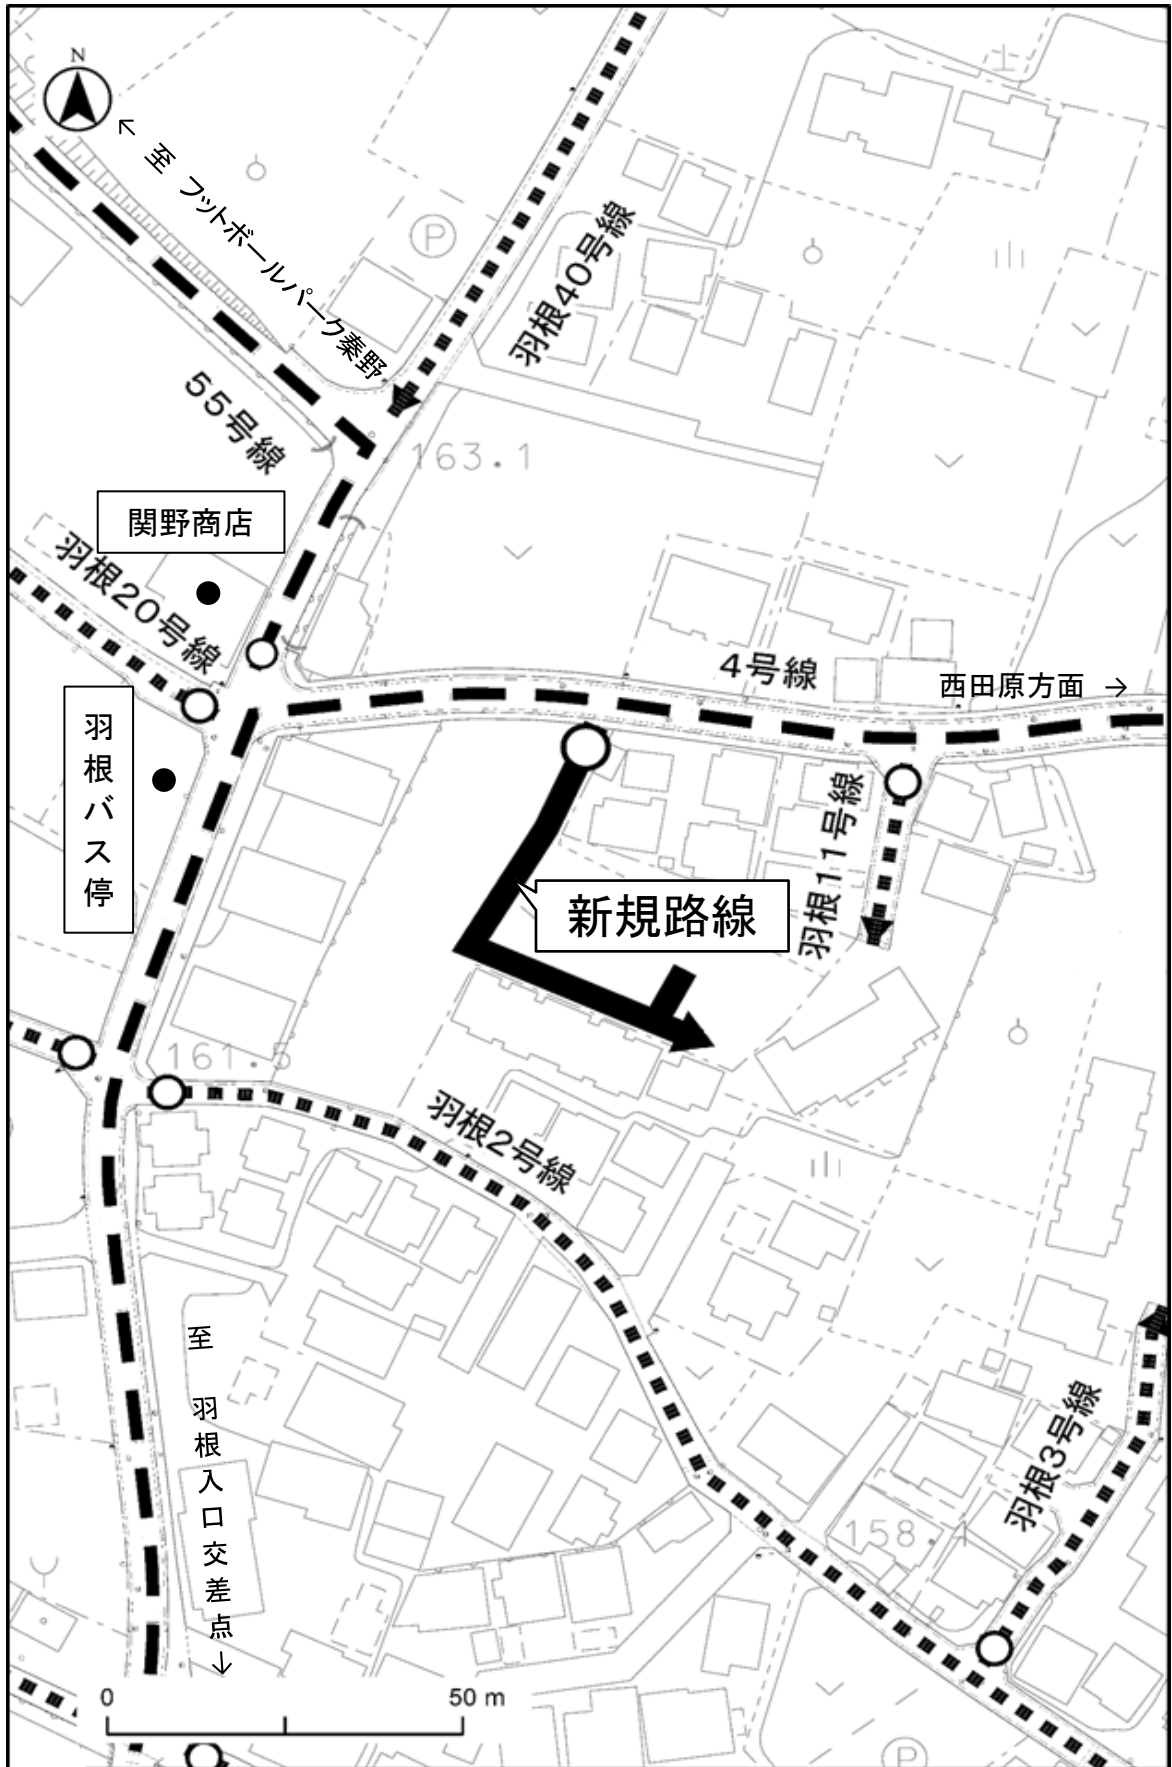 N
← 至 フットボールパーク秦野
P
羽根40号線
55号線
163.1
関野商店
羽根20号線
4号線
西田原方面 →
羽根バス停
羽根11号線
新規路線
161.
羽根2号線
至 羽根入口交差点 ↓
羽根3号線
158.
0 50 m
P